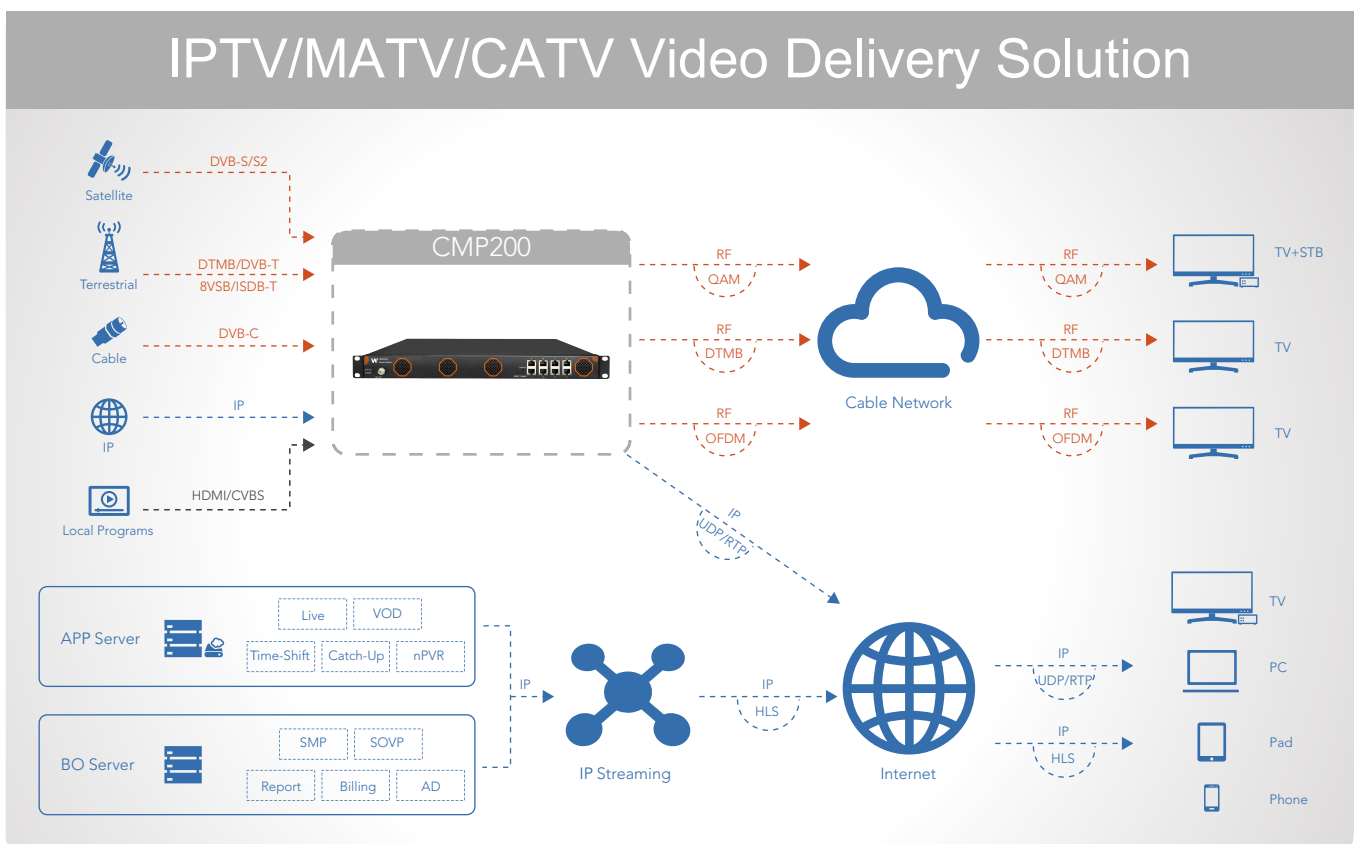 IPTV/MATV/CATV Video Delivery Solution
Satellite
DVB-S/S2
Terrestrial
DTMB/DVB-T
8VSB/ISDB-T
Cable
DVB-C
IP
IP
Local Programs
HDMI/CVBS
CMP200
RF
QAM
RF
DTMB
RF
OFDM
Cable Network
RF
QAM
RF
DTMB
RF
OFDM
TV+STB
TV
TV
IP
UDP/RTP
APP Server
Live
VOD
Time-Shift
Catch-Up
nPVR
BO Server
SMP
SOVP
Report
Billing
AD
IP
IP Streaming
IP
HLS
Internet
IP
UDP/RTP
IP
HLS
TV
PC
Pad
Phone